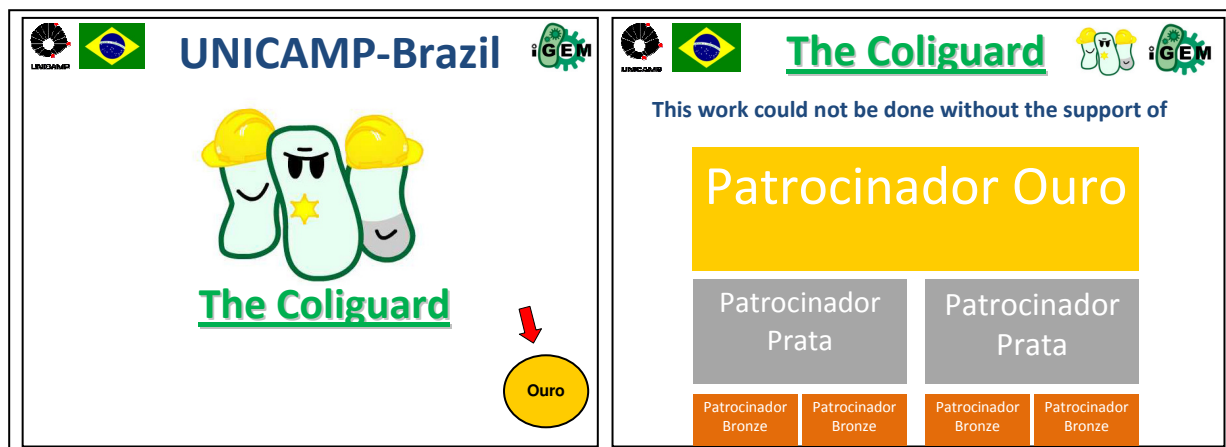 UNICAMP
UNICAMP-Brazil
iGEM
The Coliguard
Ouro
UNICAMP
The Coliguard
iGEM
This work could not be done without the support of
Patrocinador Ouro
Patrocinador
Prata
Patrocinador
Prata
Patrocinador
Bronze
Patrocinador
Bronze
Patrocinador
Bronze
Patrocinador
Bronze